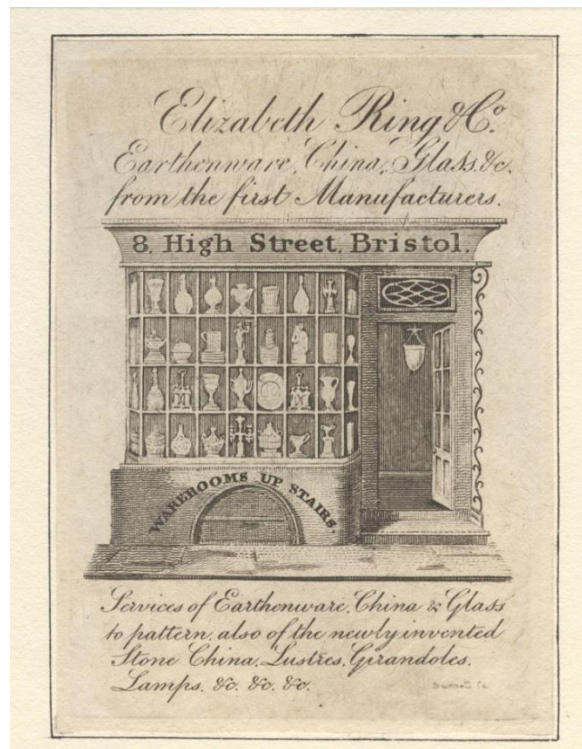 Elizabeth Ring & Co.
Earthenware, China, Glass. &c.
from the first Manufacturers.
8. High Street, Bristol.
WAREROOMS UP STAIRS.
Services of Earthenware, China & Glass
to pattern, also of the newly invented
Stone China, Lustres, Girandoles,
Lamps. &c. &c. &c.